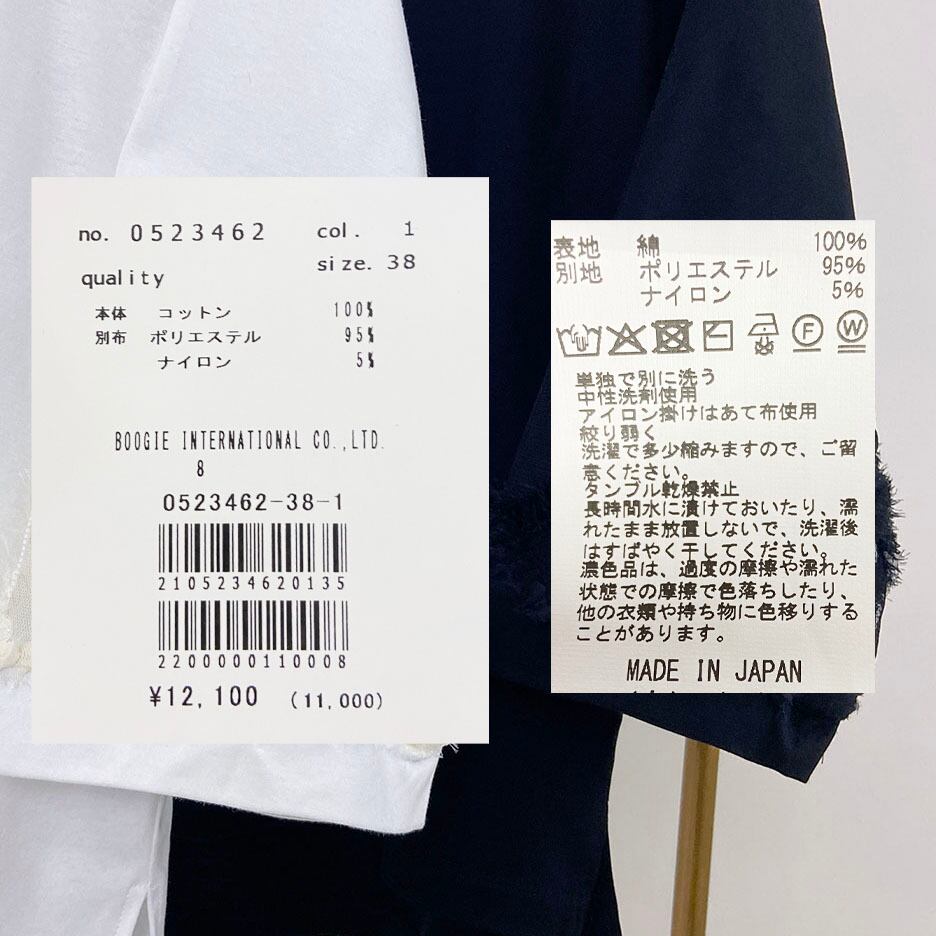 no. 0523462 col. 1
size. 38
quality
本体 コットン 100%
別布 ポリエステル 95%
ナイロン 5%
BOOGIE INTERNATIONAL CO.,LTD.
8
0523462-38-1
2105234620135
2200000110008
¥12,100 (11,000)
表地 綿 100%
別地 ポリエステル 95%
ナイロン 5%
F W
単独で別に洗う
中性洗剤使用
アイロン掛けはあて布使用
絞り弱く
洗濯で多少縮みますので、ご留
意ください。
タンブル乾燥禁止
長時間水に漬けておいたり、濡
れたまま放置しないで、洗濯後
はすばやく干してください。
濃色品は、過度の摩擦や濡れた
状態での摩擦で色落ちしたり、
他の衣類や持ち物に色移りする
ことがあります。
MADE IN JAPAN